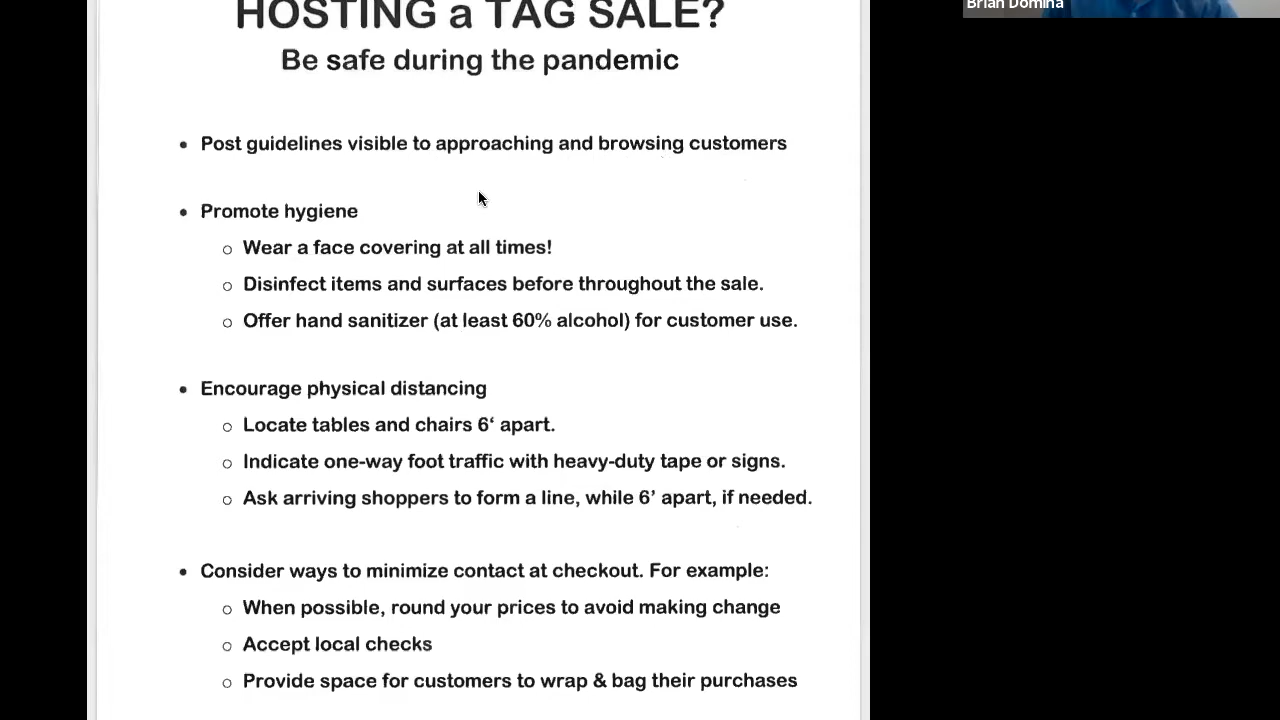 HOSTING a TAG SALE?
Brian Domina
Be safe during the pandemic
• Post guidelines visible to approaching and browsing customers
• Promote hygiene
o Wear a face covering at all times!
o Disinfect items and surfaces before throughout the sale.
o Offer hand sanitizer (at least 60% alcohol) for customer use.
• Encourage physical distancing
o Locate tables and chairs 6‘ apart.
o Indicate one-way foot traffic with heavy-duty tape or signs.
o Ask arriving shoppers to form a line, while 6’ apart, if needed.
• Consider ways to minimize contact at checkout. For example:
o When possible, round your prices to avoid making change
o Accept local checks
o Provide space for customers to wrap & bag their purchases